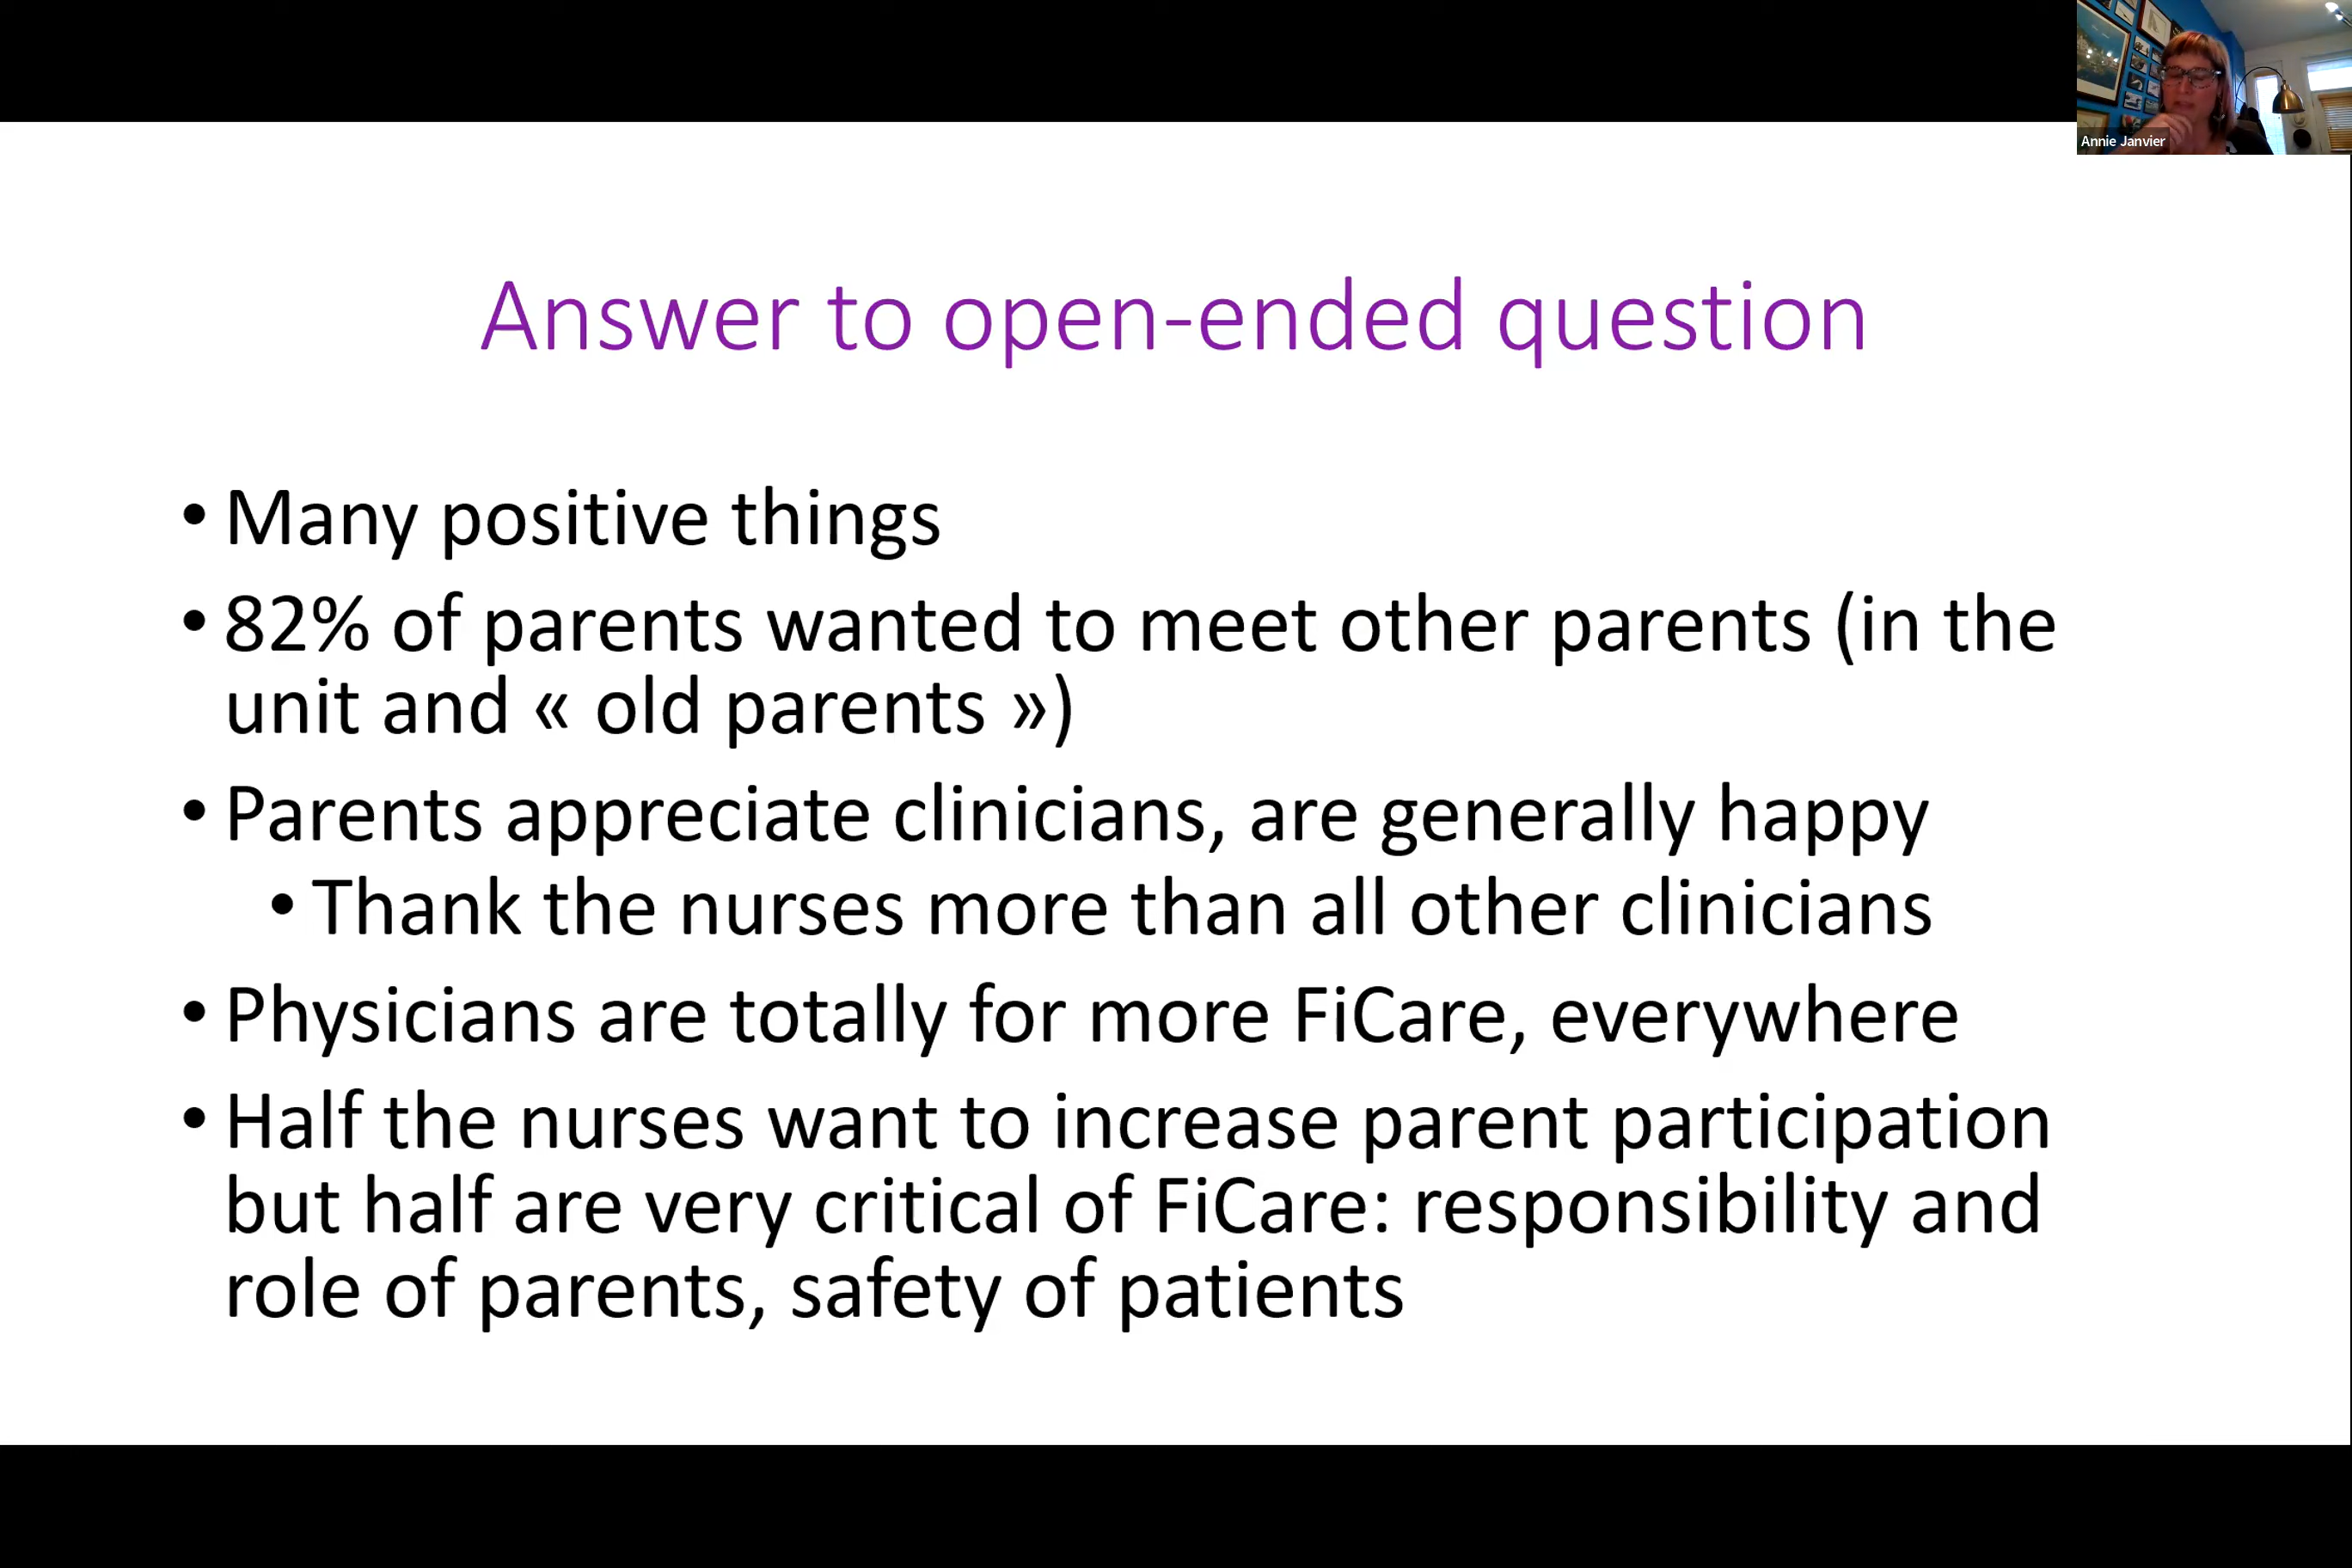 Annie Janvier
Answer to open-ended question
• Many positive things
• 82% of parents wanted to meet other parents (in the
unit and « old parents »)
• Parents appreciate clinicians, are generally happy
• Thank the nurses more than all other clinicians
• Physicians are totally for more FiCare, everywhere
• Half the nurses want to increase parent participation
but half are very critical of FiCare: responsibility and
role of parents, safety of patients